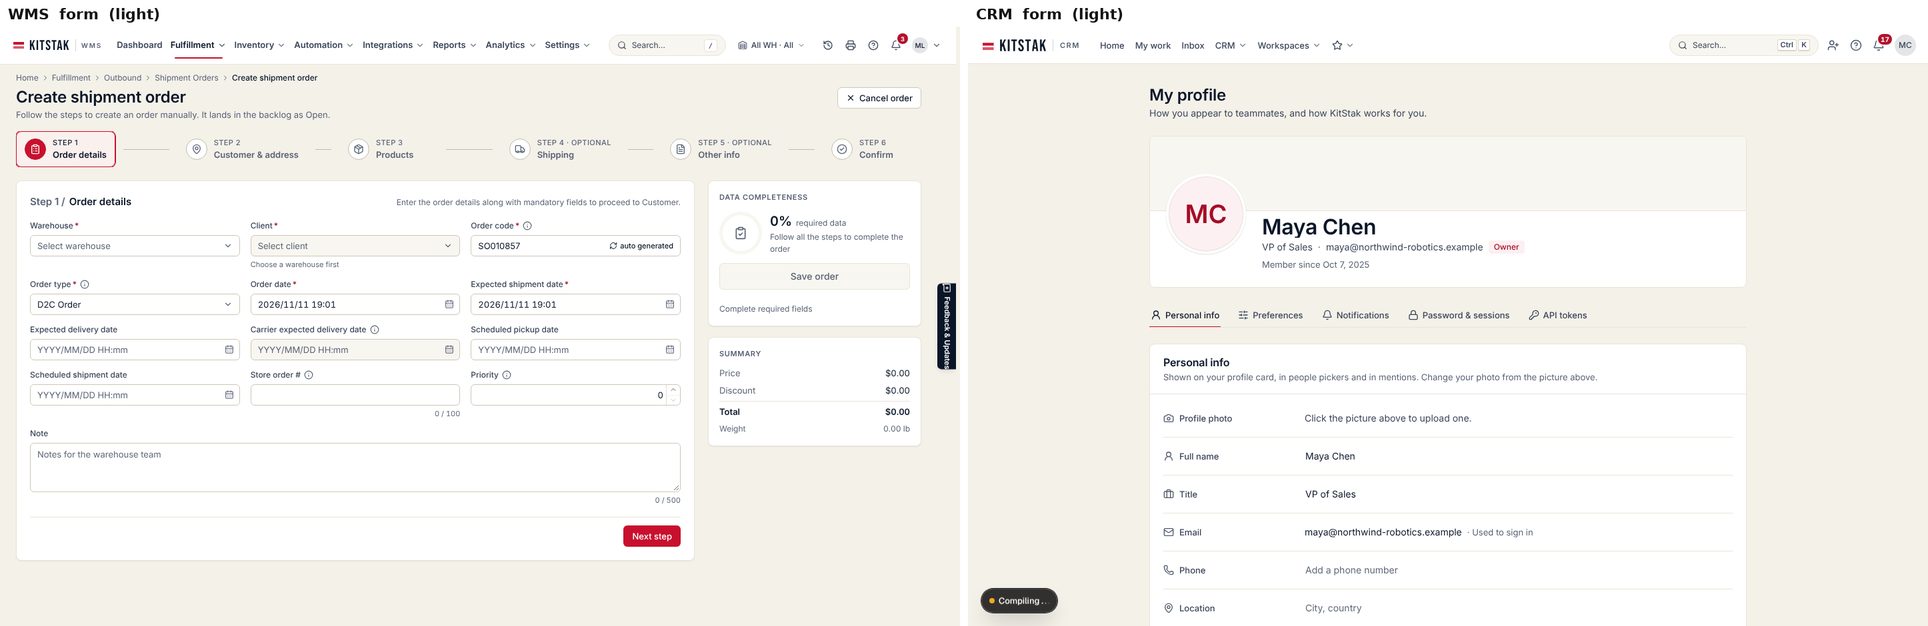 WMS form (light)
KITSTAK WMS Dashboard Fulfillment Inventory Automation Integrations Reports Analytics Settings Search... / All WH · All 3 ML
Home > Fulfillment > Outbound > Shipment Orders > Create shipment order
Create shipment order
Cancel order
Follow the steps to create an order manually. It lands in the backlog as Open.
STEP 1 STEP 2 STEP 3 STEP 4 · OPTIONAL STEP 5 · OPTIONAL STEP 6
Order details Customer & address Products Shipping Other info Confirm
Step 1 / Order details Enter the order details along with mandatory fields to proceed to Customer.
Warehouse * Client * Order code *
Select warehouse Select client SO010857 auto generated
Choose a warehouse first
Order type * Order date * Expected shipment date *
D2C Order 2026/11/11 19:01 2026/11/11 19:01
Expected delivery date Carrier expected delivery date Scheduled pickup date
YYYY/MM/DD HH:mm YYYY/MM/DD HH:mm YYYY/MM/DD HH:mm
Scheduled shipment date Store order # Priority
YYYY/MM/DD HH:mm 0
0 / 100
Note
Notes for the warehouse team
0 / 500
Next step
DATA COMPLETENESS
0% required data
Follow all the steps to complete the
order
Save order
Complete required fields
SUMMARY
Price $0.00
Discount $0.00
Total $0.00
Weight 0.00 lb
Feedback & Updates
CRM form (light)
KITSTAK CRM Home My work Inbox CRM Workspaces Search... Ctrl K 17 MC
My profile
How you appear to teammates, and how KitStak works for you.
MC
Maya Chen
VP of Sales · maya@northwind-robotics.example Owner
Member since Oct 7, 2025
Personal info Preferences Notifications Password & sessions API tokens
Personal info
Shown on your profile card, in people pickers and in mentions. Change your photo from the picture above.
Profile photo Click the picture above to upload one.
Full name Maya Chen
Title VP of Sales
Email maya@northwind-robotics.example · Used to sign in
Phone Add a phone number
Location City, country
Compiling ..